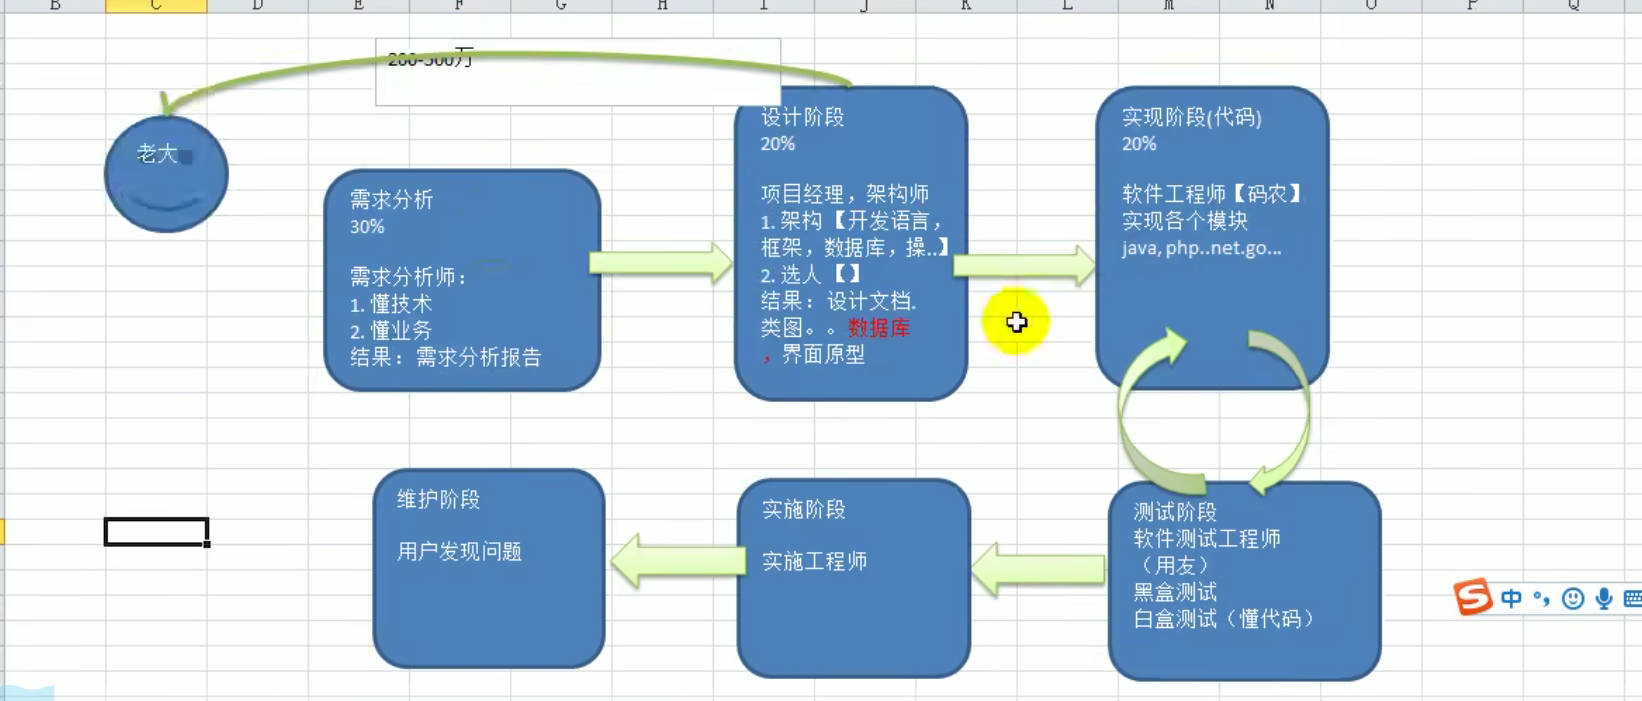 B C D E F G H I J K L M N O P Q
200-500万
老大
需求分析
30%
需求分析师：
1. 懂技术
2. 懂业务
结果：需求分析报告
设计阶段
20%
项目经理，架构师
1. 架构【开发语言，
框架，数据库，操..】
2. 选人【】
结果：设计文档.
类图。。数据库
，界面原型
实现阶段(代码)
20%
软件工程师【码农】
实现各个模块
java, php..net.go...
维护阶段
用户发现问题
实施阶段
实施工程师
测试阶段
软件测试工程师
（用友）
黑盒测试
白盒测试（懂代码）
S 中